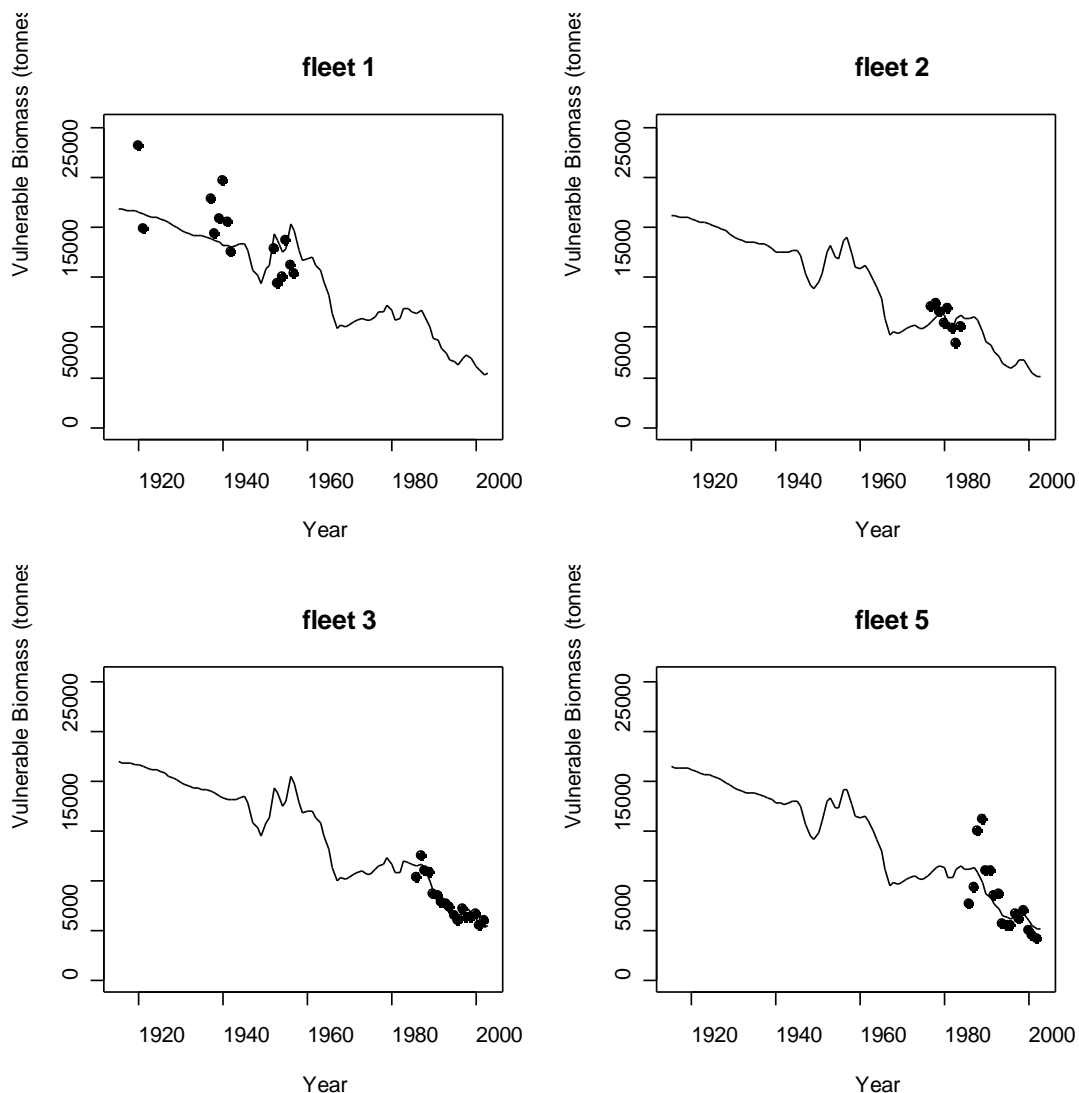 fleet 1
Vulnerable Biomass (tonnes
25000
15000
5000
0
1920 1940 1960 1980 2000
Year
fleet 2
Vulnerable Biomass (tonnes
25000
15000
5000
0
1920 1940 1960 1980 2000
Year
fleet 3
Vulnerable Biomass (tonnes
25000
15000
5000
0
1920 1940 1960 1980 2000
Year
fleet 5
Vulnerable Biomass (tonnes
25000
15000
5000
0
1920 1940 1960 1980 2000
Year